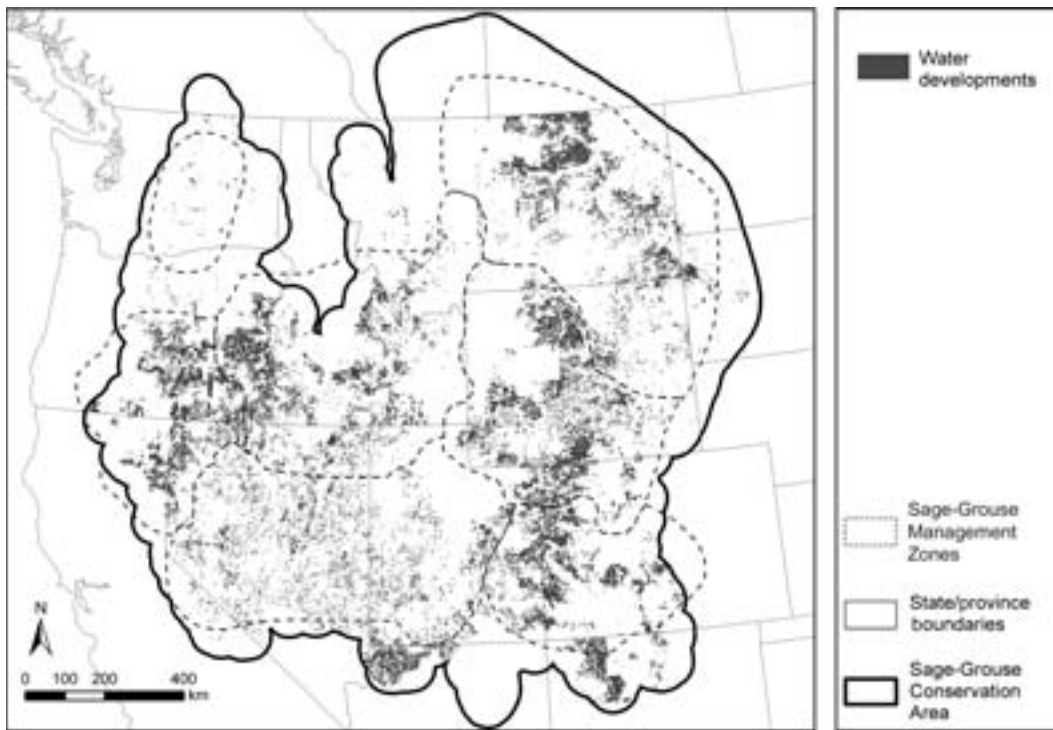 Water
developments
Sage-Grouse
Management
Zones
State/province
boundaries
Sage-Grouse
Conservation
Area
N
0 100 200 400
km